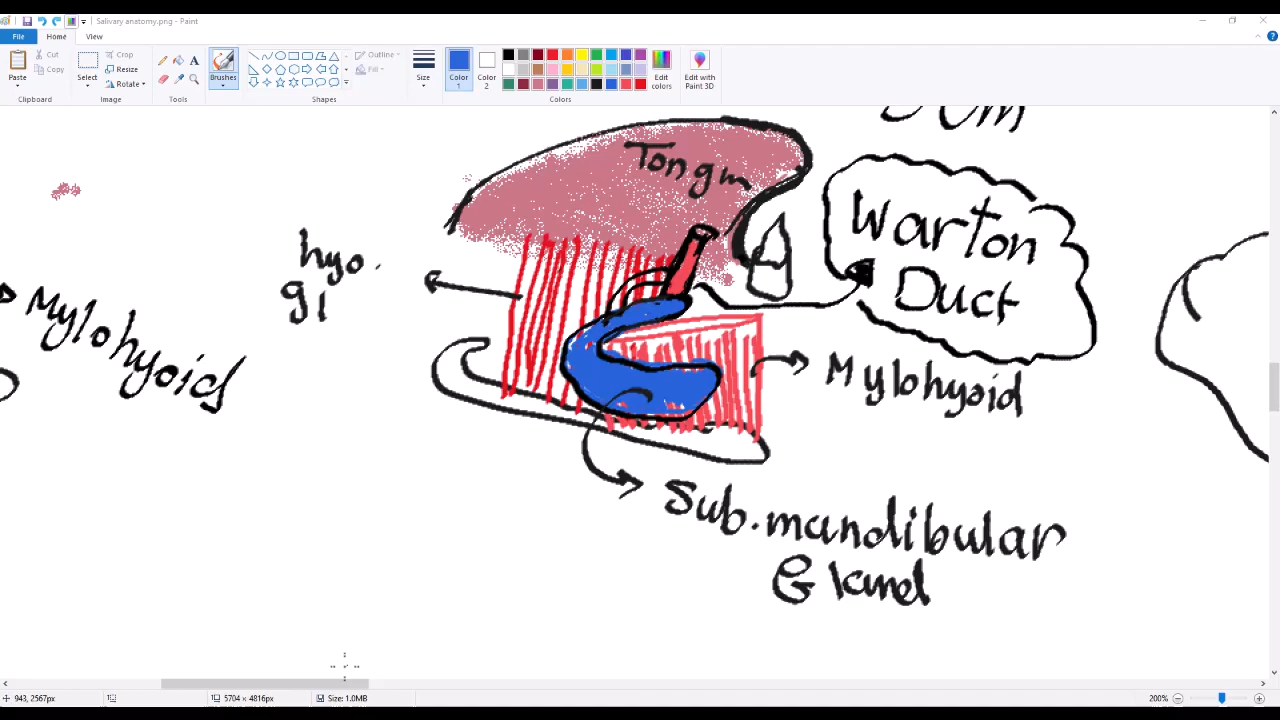 Salivary anatomy.png - Paint
File
Home
View
Paste
Cut
Copy
Clipboard
Select
Crop
Resize
Rotate
Image
Tools
Brushes
Shapes
Outline
Fill
Size
Color
1
Color
2
Edit
colors
Edit with
Paint 3D
Colors
Tongm
Warton
Duct
hyo.
gl
Mylohyoid
Mylohyoid
Sub.mandibular
Gland
943, 2567px
5704 × 4816px
Size: 1.0MB
200%